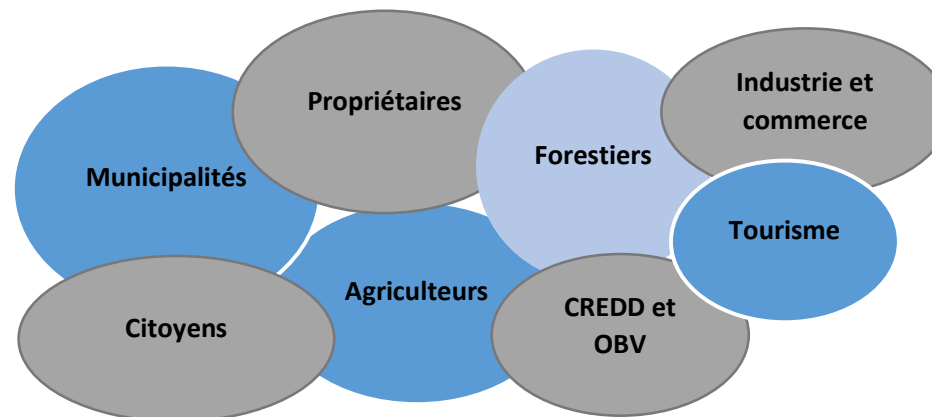 Propriétaires
Industrie et
commerce
Forestiers
Municipalités
Tourisme
Agriculteurs
CREDD et
OBV
Citoyens